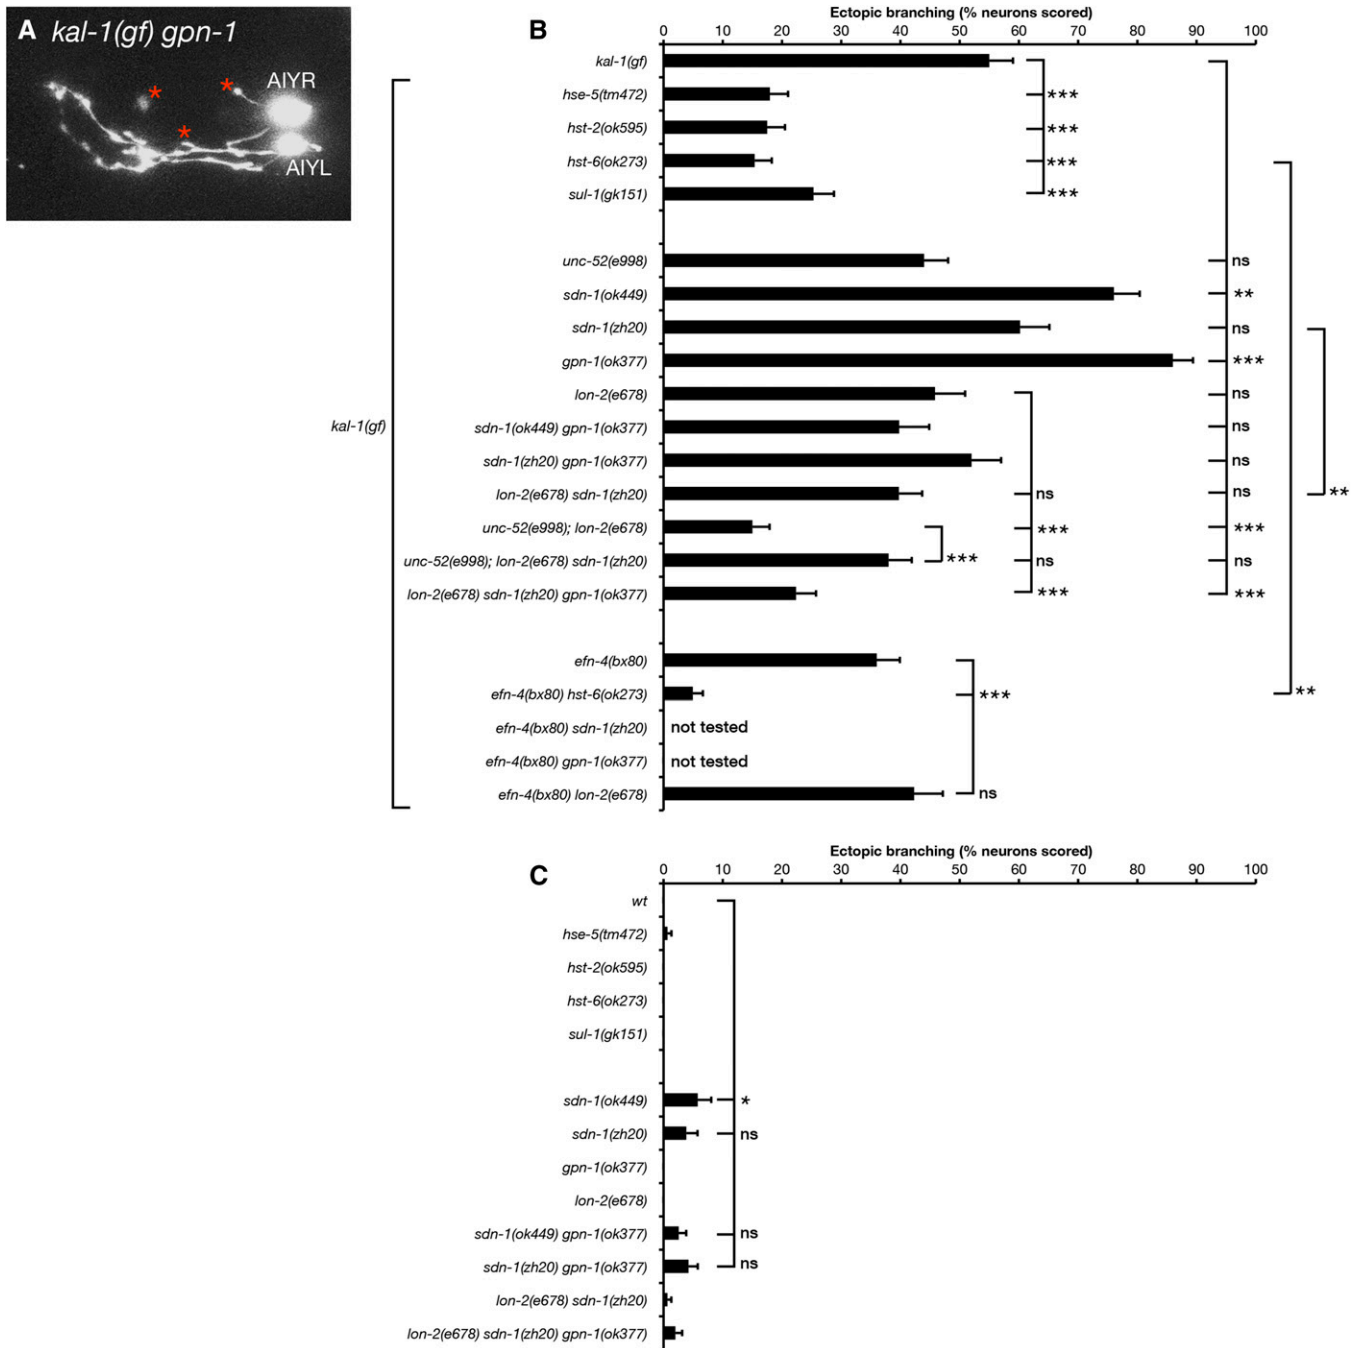 A kal-1(gf) gpn-1
*
*
*
AIYR
AIYL
B
Ectopic branching (% neurons scored)
0 10 20 30 40 50 60 70 80 90 100
kal-1(gf)
hse-5(tm472) ***
hst-2(ok595) ***
hst-6(ok273) ***
sul-1(gk151) ***
unc-52(e998) ns
sdn-1(ok449) **
sdn-1(zh20) ns
gpn-1(ok377) ***
lon-2(e678) ns
kal-1(gf)
sdn-1(ok449) gpn-1(ok377) ns
sdn-1(zh20) gpn-1(ok377) ns
lon-2(e678) sdn-1(zh20) ns ns **
unc-52(e998); lon-2(e678) *** ***
unc-52(e998); lon-2(e678) sdn-1(zh20) *** ns ns
lon-2(e678) sdn-1(zh20) gpn-1(ok377) *** ***
efn-4(bx80)
efn-4(bx80) hst-6(ok273) *** **
efn-4(bx80) sdn-1(zh20) not tested
efn-4(bx80) gpn-1(ok377) not tested
efn-4(bx80) lon-2(e678) ns
C
Ectopic branching (% neurons scored)
0 10 20 30 40 50 60 70 80 90 100
wt
hse-5(tm472)
hst-2(ok595)
hst-6(ok273)
sul-1(gk151)
sdn-1(ok449) *
sdn-1(zh20) ns
gpn-1(ok377)
lon-2(e678)
sdn-1(ok449) gpn-1(ok377) ns
sdn-1(zh20) gpn-1(ok377) ns
lon-2(e678) sdn-1(zh20)
lon-2(e678) sdn-1(zh20) gpn-1(ok377)